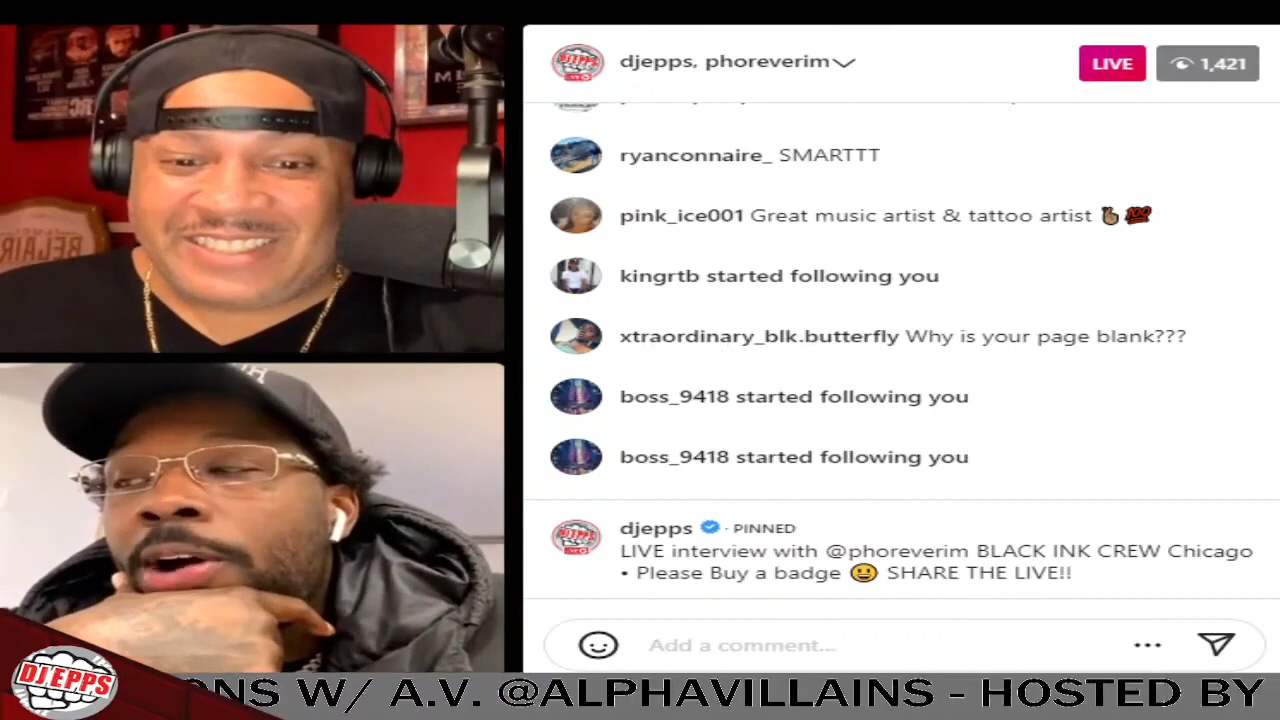 djepps, phoreverim
LIVE
1,421
ryanconnaire_ SMARTTT
pink_ice001 Great music artist & tattoo artist
kingrtb started following you
xtraordinary_blk.butterfly Why is your page blank???
boss_9418 started following you
boss_9418 started following you
djepps · PINNED
LIVE interview with @phoreverim BLACK INK CREW Chicago
• Please Buy a badge 😃 SHARE THE LIVE!!
Add a comment...
BELAIR
DJ EPPS
ONS W/ A.V. @ALPHAVILLAINS - HOSTED BY